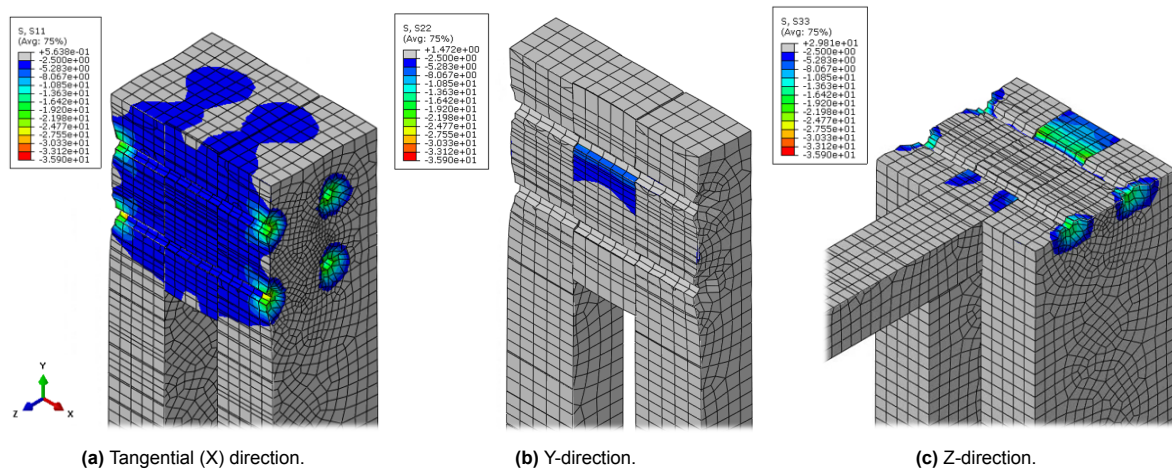 S, S11
(Avg: 75%)
+5.638e-01
-2.500e+00
-5.283e+00
-8.067e+00
-1.085e+01
-1.363e+01
-1.642e+01
-1.920e+01
-2.198e+01
-2.477e+01
-2.755e+01
-3.033e+01
-3.312e+01
-3.590e+01
Y
Z
X
(a) Tangential (X) direction.
S, S22
(Avg: 75%)
+1.472e+00
-2.500e+00
-5.283e+00
-8.067e+00
-1.085e+01
-1.363e+01
-1.642e+01
-1.920e+01
-2.198e+01
-2.477e+01
-2.755e+01
-3.033e+01
-3.312e+01
-3.590e+01
(b) Y-direction.
S, S33
(Avg: 75%)
+2.981e+01
-2.500e+00
-5.283e+00
-8.067e+00
-1.085e+01
-1.363e+01
-1.642e+01
-1.920e+01
-2.198e+01
-2.477e+01
-2.755e+01
-3.033e+01
-3.312e+01
-3.590e+01
(c) Z-direction.